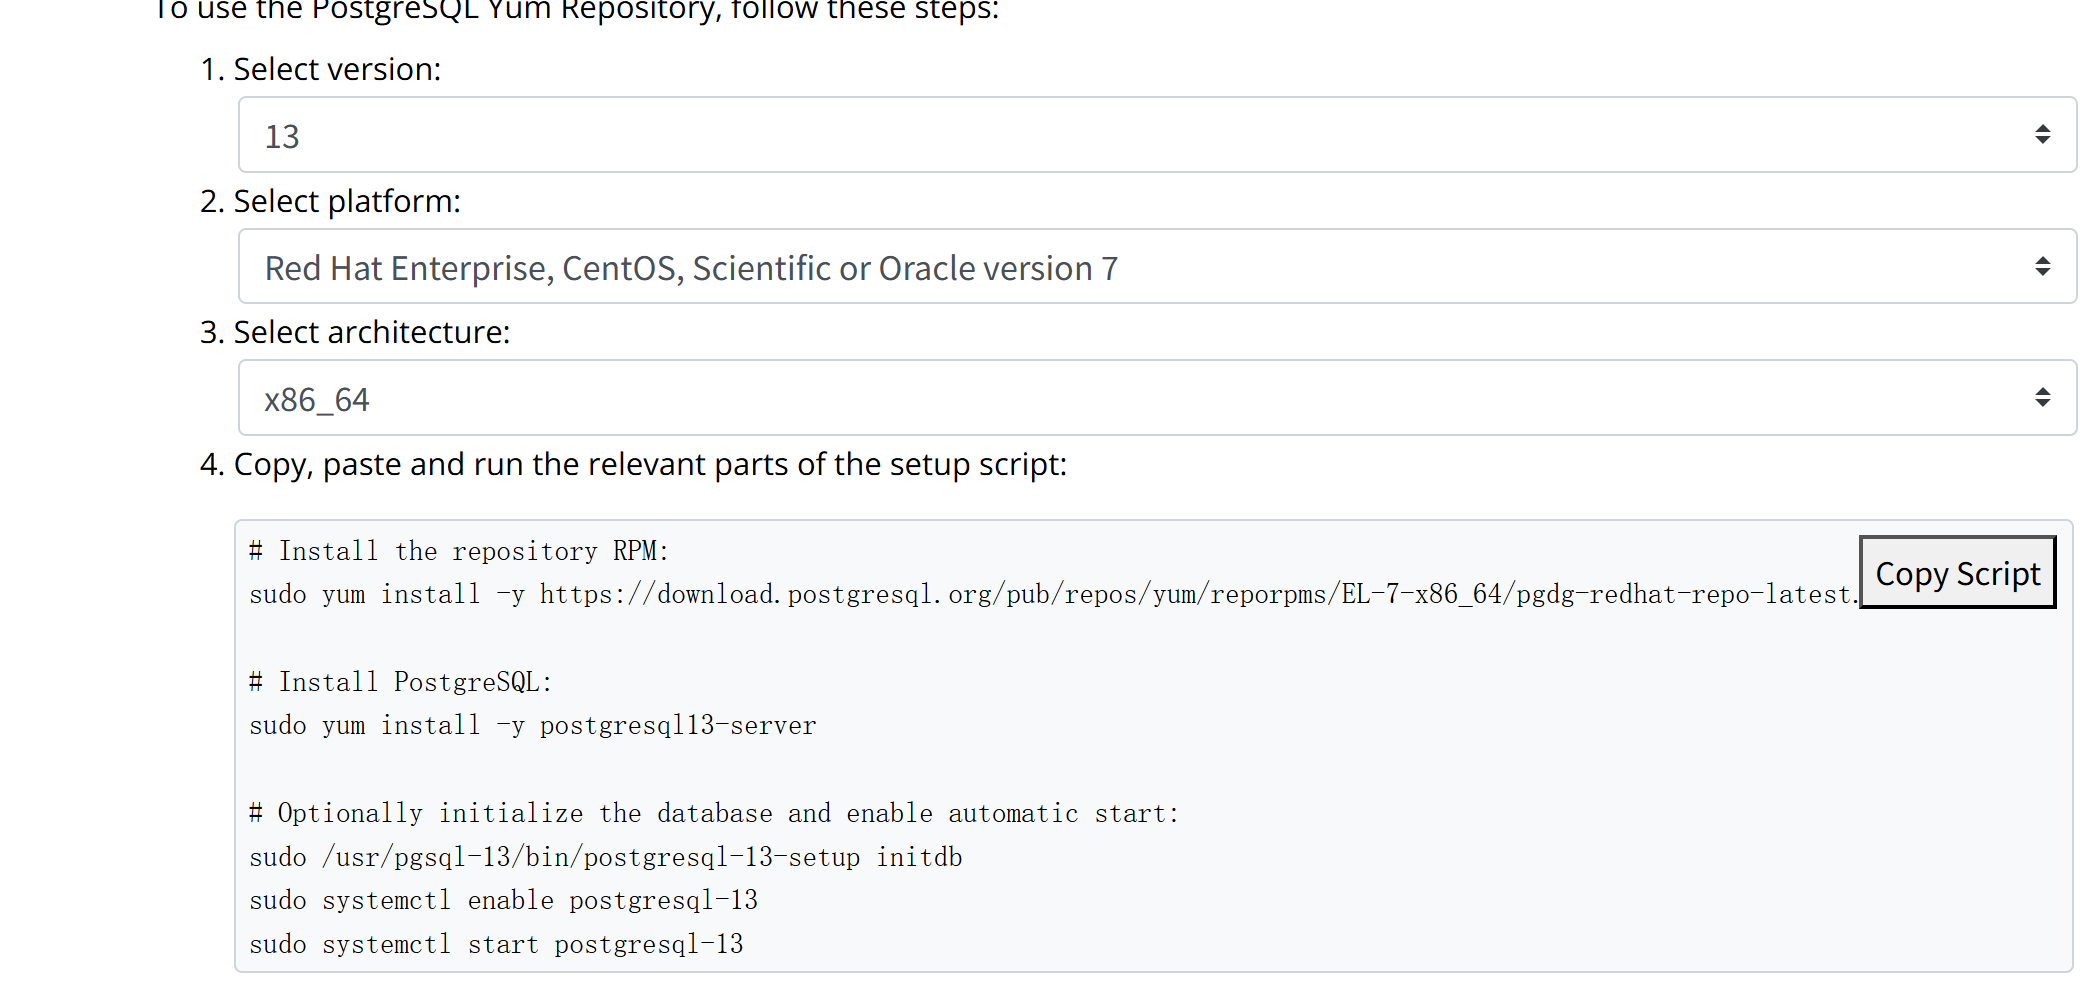 To use the PostgreSQL Yum Repository, follow these steps:
1. Select version:
13
2. Select platform:
Red Hat Enterprise, CentOS, Scientific or Oracle version 7
3. Select architecture:
x86_64
4. Copy, paste and run the relevant parts of the setup script:
# Install the repository RPM:
sudo yum install -y https://download.postgresql.org/pub/repos/yum/reporpms/EL-7-x86_64/pgdg-redhat-repo-latest.
Copy Script
# Install PostgreSQL:
sudo yum install -y postgresql13-server
# Optionally initialize the database and enable automatic start:
sudo /usr/pgsql-13/bin/postgresql-13-setup initdb
sudo systemctl enable postgresql-13
sudo systemctl start postgresql-13